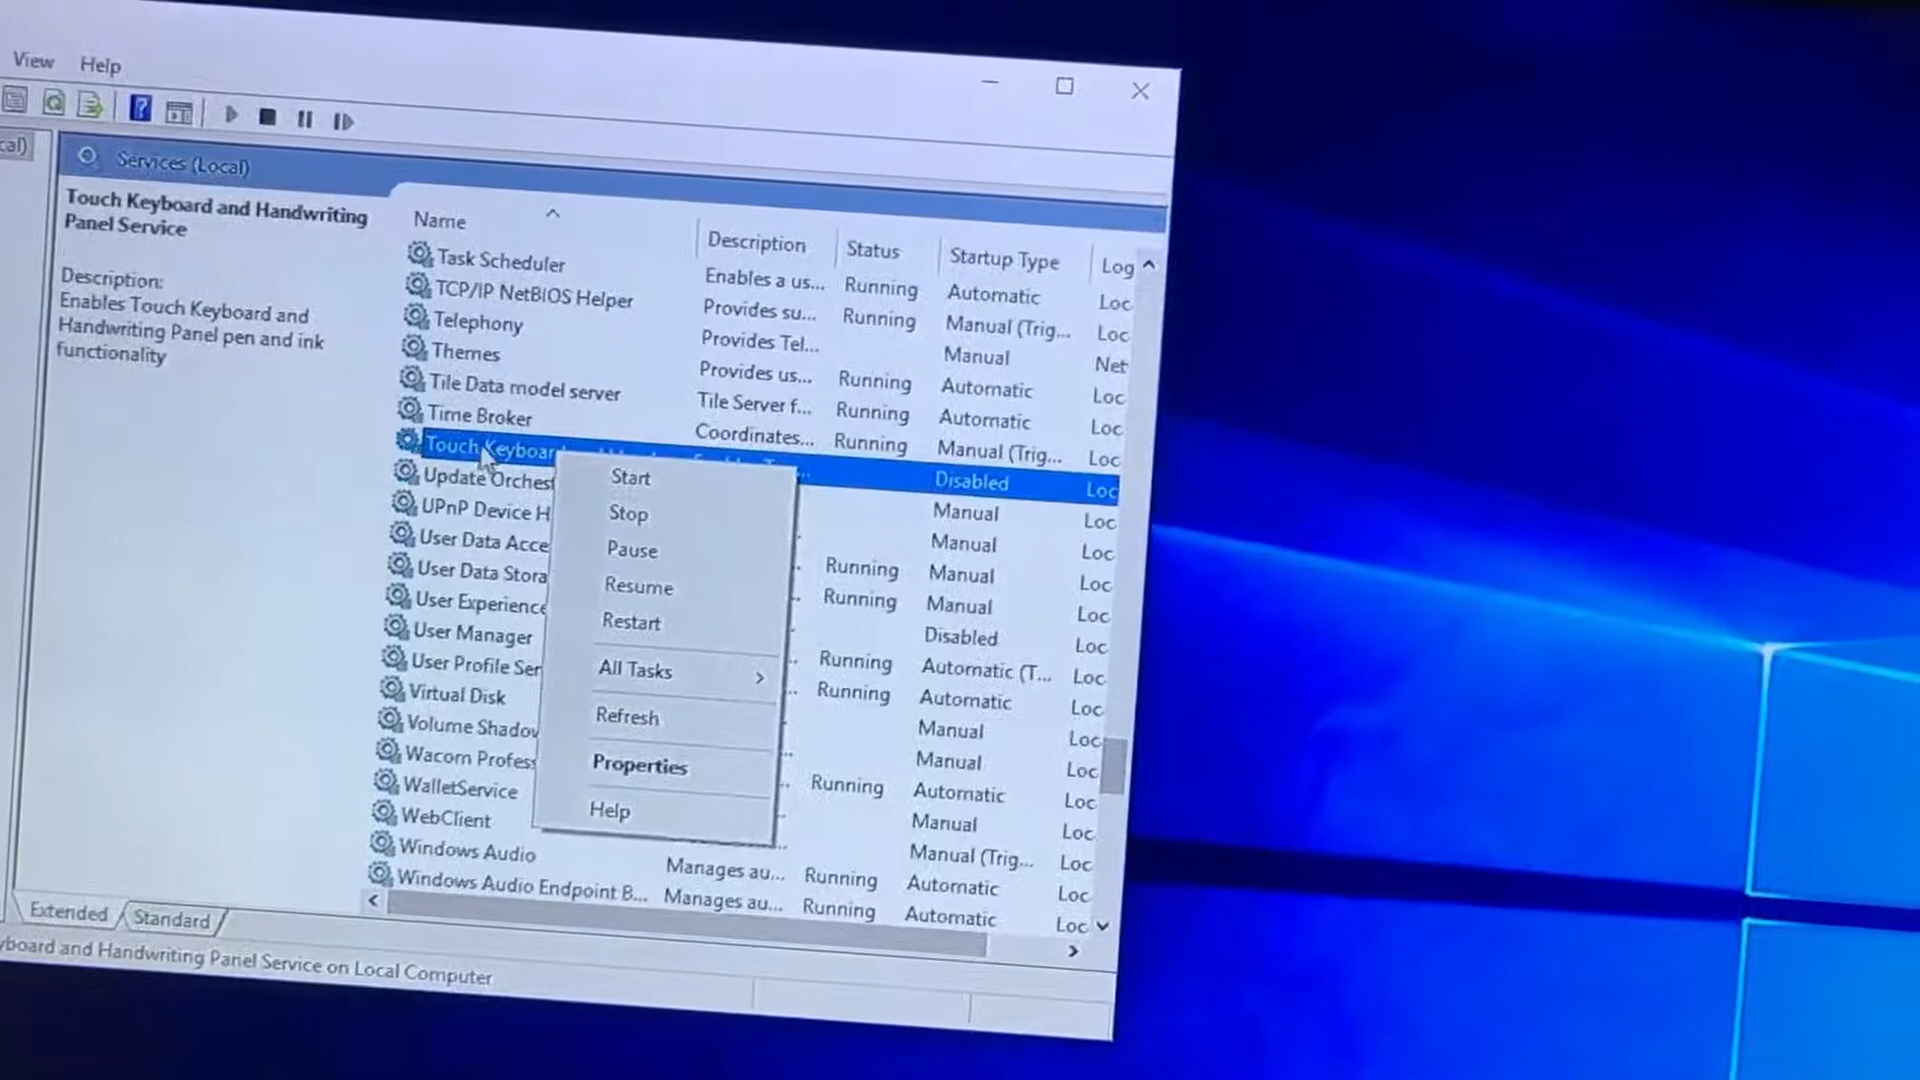 View Help
cal)
Services (Local)
Touch Keyboard and Handwriting
Panel Service
Description:
Enables Touch Keyboard and
Handwriting Panel pen and ink
functionality
Name Description Status Startup Type Log
Task Scheduler Enables a us... Running Automatic Loc
TCP/IP NetBIOS Helper Provides su... Running Manual (Trig... Loc
Telephony Provides Tel... Manual Net
Themes Provides us... Running Automatic Loc
Tile Data model server Tile Server f... Running Automatic Loc
Time Broker Coordinates... Running Manual (Trig... Loc
Touch Keyboar Disabled Loc
Update Orchest Manual Loc
UPnP Device H Manual Loc
User Data Acce Running Manual Loc
User Data Stora Running Manual Loc
User Experience Disabled Loc
User Manager Running Automatic (T... Loc
User Profile Ser Running Automatic Loc
Virtual Disk Manual Loc
Volume Shadov Manual Loc
Wacom Profess Running Automatic Loc
WalletService Manual Loc
WebClient Manual (Trig... Loc
Windows Audio Manages au... Running Automatic Loc
Windows Audio Endpoint B... Manages au... Running Automatic Loc
Start
Stop
Pause
Resume
Restart
All Tasks
Refresh
Properties
Help
Extended Standard
yboard and Handwriting Panel Service on Local Computer